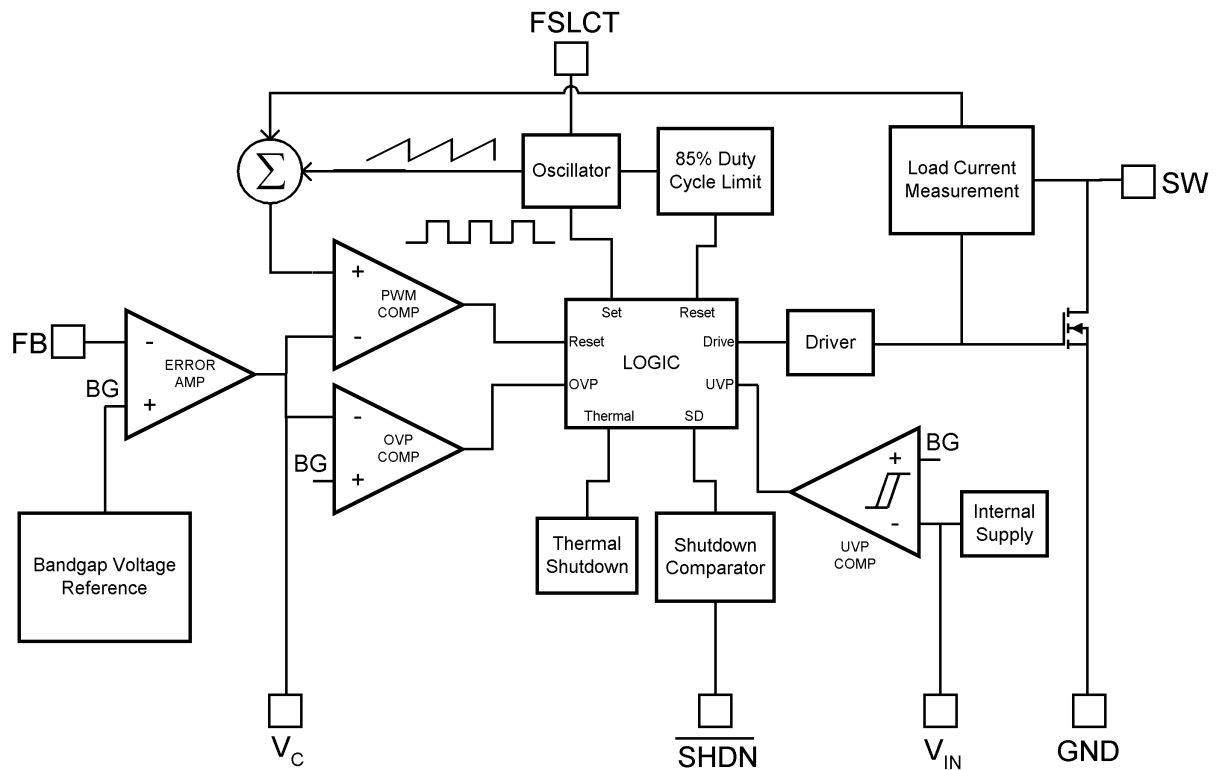 FSLCT
Σ
Oscillator
85% Duty
Cycle Limit
Load Current
Measurement
SW
+
PWM
COMP
-
Set
Reset
FB
-
ERROR
AMP
BG
+
Reset
LOGIC
Drive
Driver
OVP
UVP
-
OVP
COMP
BG
+
Thermal
SD
+
BG
-
UVP
COMP
Internal
Supply
Bandgap Voltage
Reference
Thermal
Shutdown
Shutdown
Comparator
VC
SHDN
VIN
GND